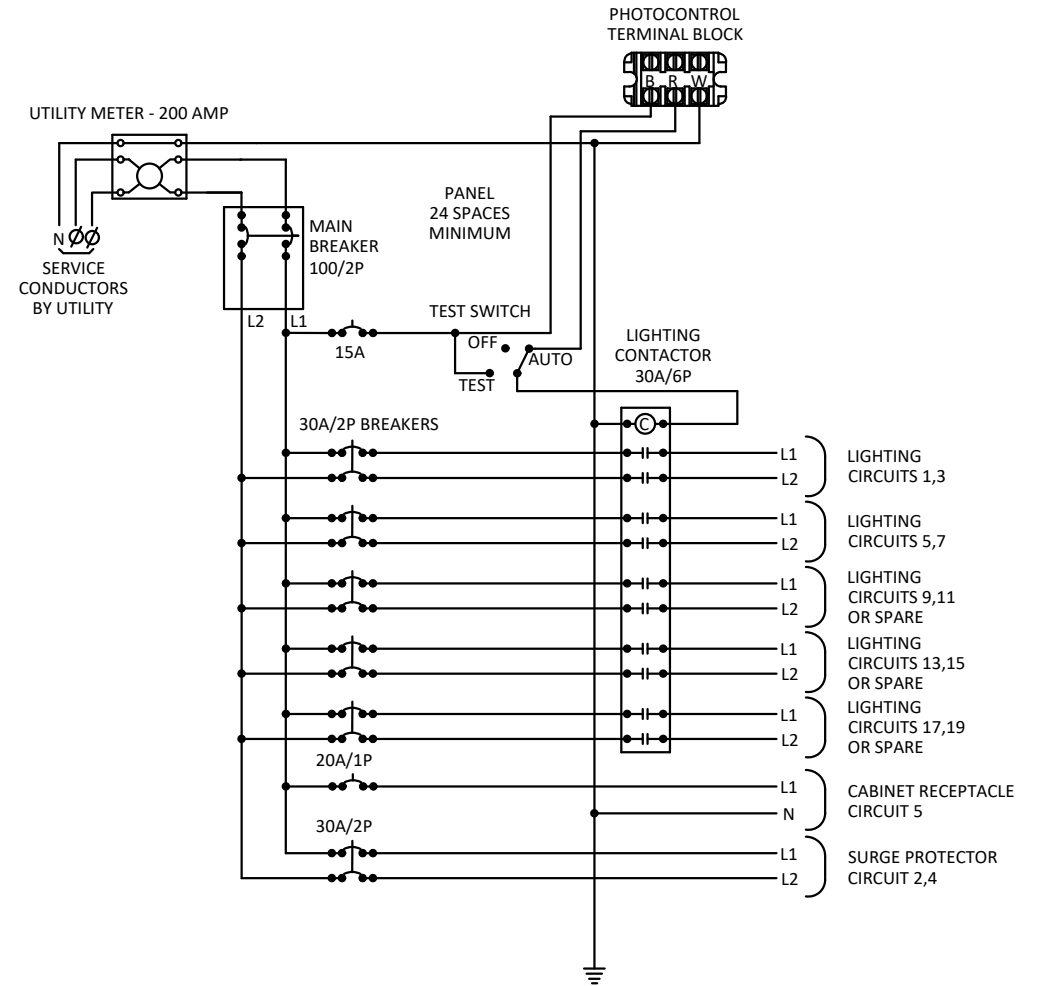 PHOTOCONTROL
TERMINAL BLOCK
B R W
UTILITY METER - 200 AMP
PANEL
24 SPACES
MINIMUM
MAIN
BREAKER
100/2P
N
SERVICE
CONDUCTORS
BY UTILITY
L2 L1
15A
TEST SWITCH
OFF
AUTO
TEST
LIGHTING
CONTACTOR
30A/6P
C
30A/2P BREAKERS
L1
L2
LIGHTING
CIRCUITS 1,3
L1
L2
LIGHTING
CIRCUITS 5,7
L1
L2
LIGHTING
CIRCUITS 9,11
OR SPARE
L1
L2
LIGHTING
CIRCUITS 13,15
OR SPARE
L1
L2
LIGHTING
CIRCUITS 17,19
OR SPARE
20A/1P
L1
N
CABINET RECEPTACLE
CIRCUIT 5
30A/2P
L1
L2
SURGE PROTECTOR
CIRCUIT 2,4